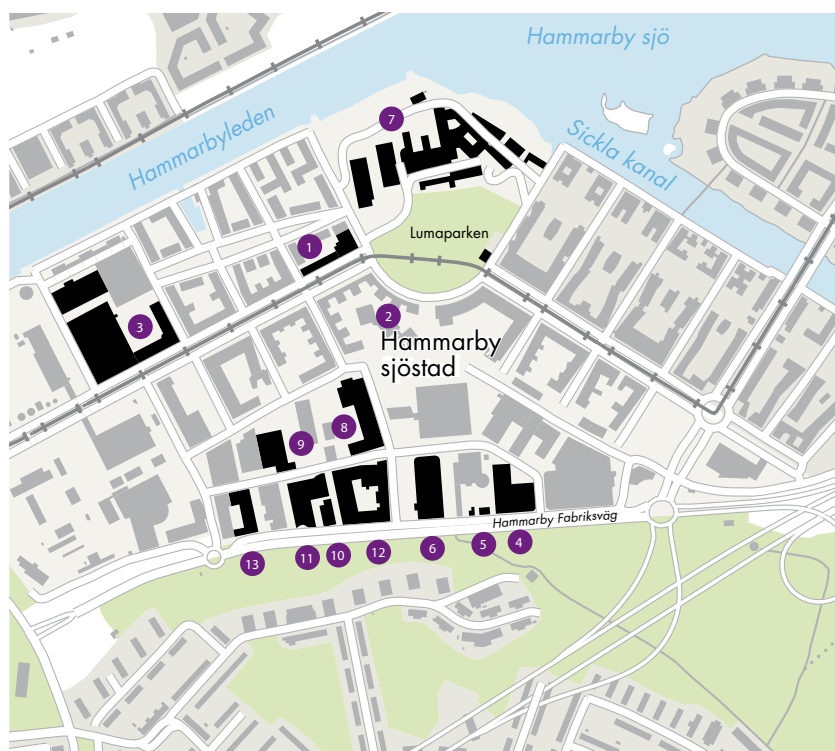 Hammarby sjö
7
Hammarbyleden
Sickla kanal
Lumaparken
1
3
2
Hammarby
sjöstad
8
9
Hammarby Fabriksväg
13
11
10
12
6
5
4